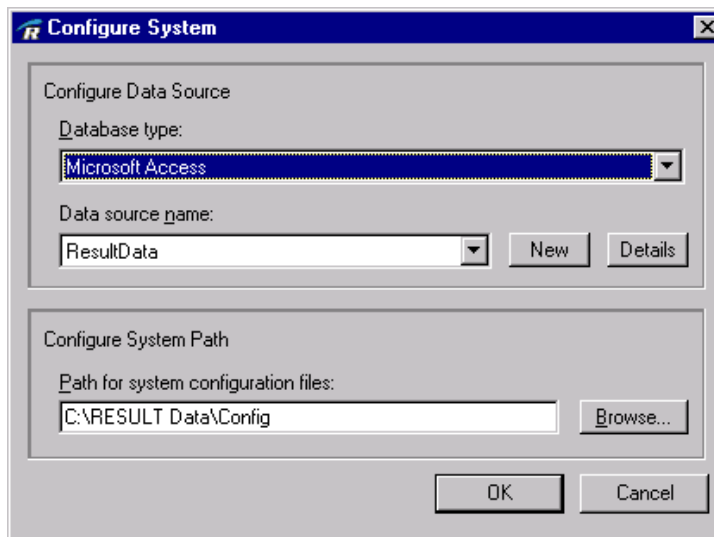 Configure System
Configure Data Source
Database type:
Microsoft Access
Data source name:
ResultData New Details
Configure System Path
Path for system configuration files:
C:\RESULT Data\Config Browse...
OK Cancel